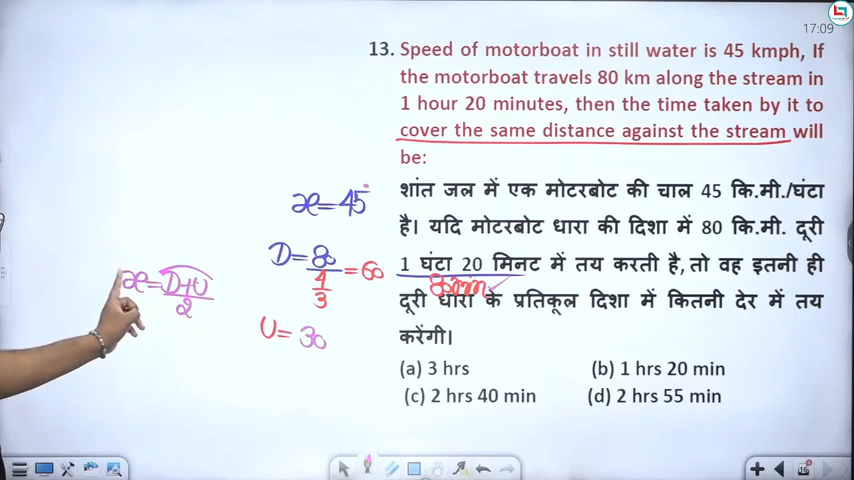 17:09
13. Speed of motorboat in still water is 45 kmph, If
the motorboat travels 80 km along the stream in
1 hour 20 minutes, then the time taken by it to
cover the same distance against the stream will
be:
शांत जल में एक मोटरबोट की चाल 45 कि.मी./घंटा
है। यदि मोटरबोट धारा की दिशा में 80 कि.मी. दूरी
1 घंटा 20 मिनट में तय करती है, तो वह इतनी ही
80min
दूरी धारा के प्रतिकूल दिशा में कितनी देर में तय
करेंगी।
(a) 3 hrs (b) 1 hrs 20 min
(c) 2 hrs 40 min (d) 2 hrs 55 min
x=45
D=80/(4/3)=60
U=30
x=D+U/2
16